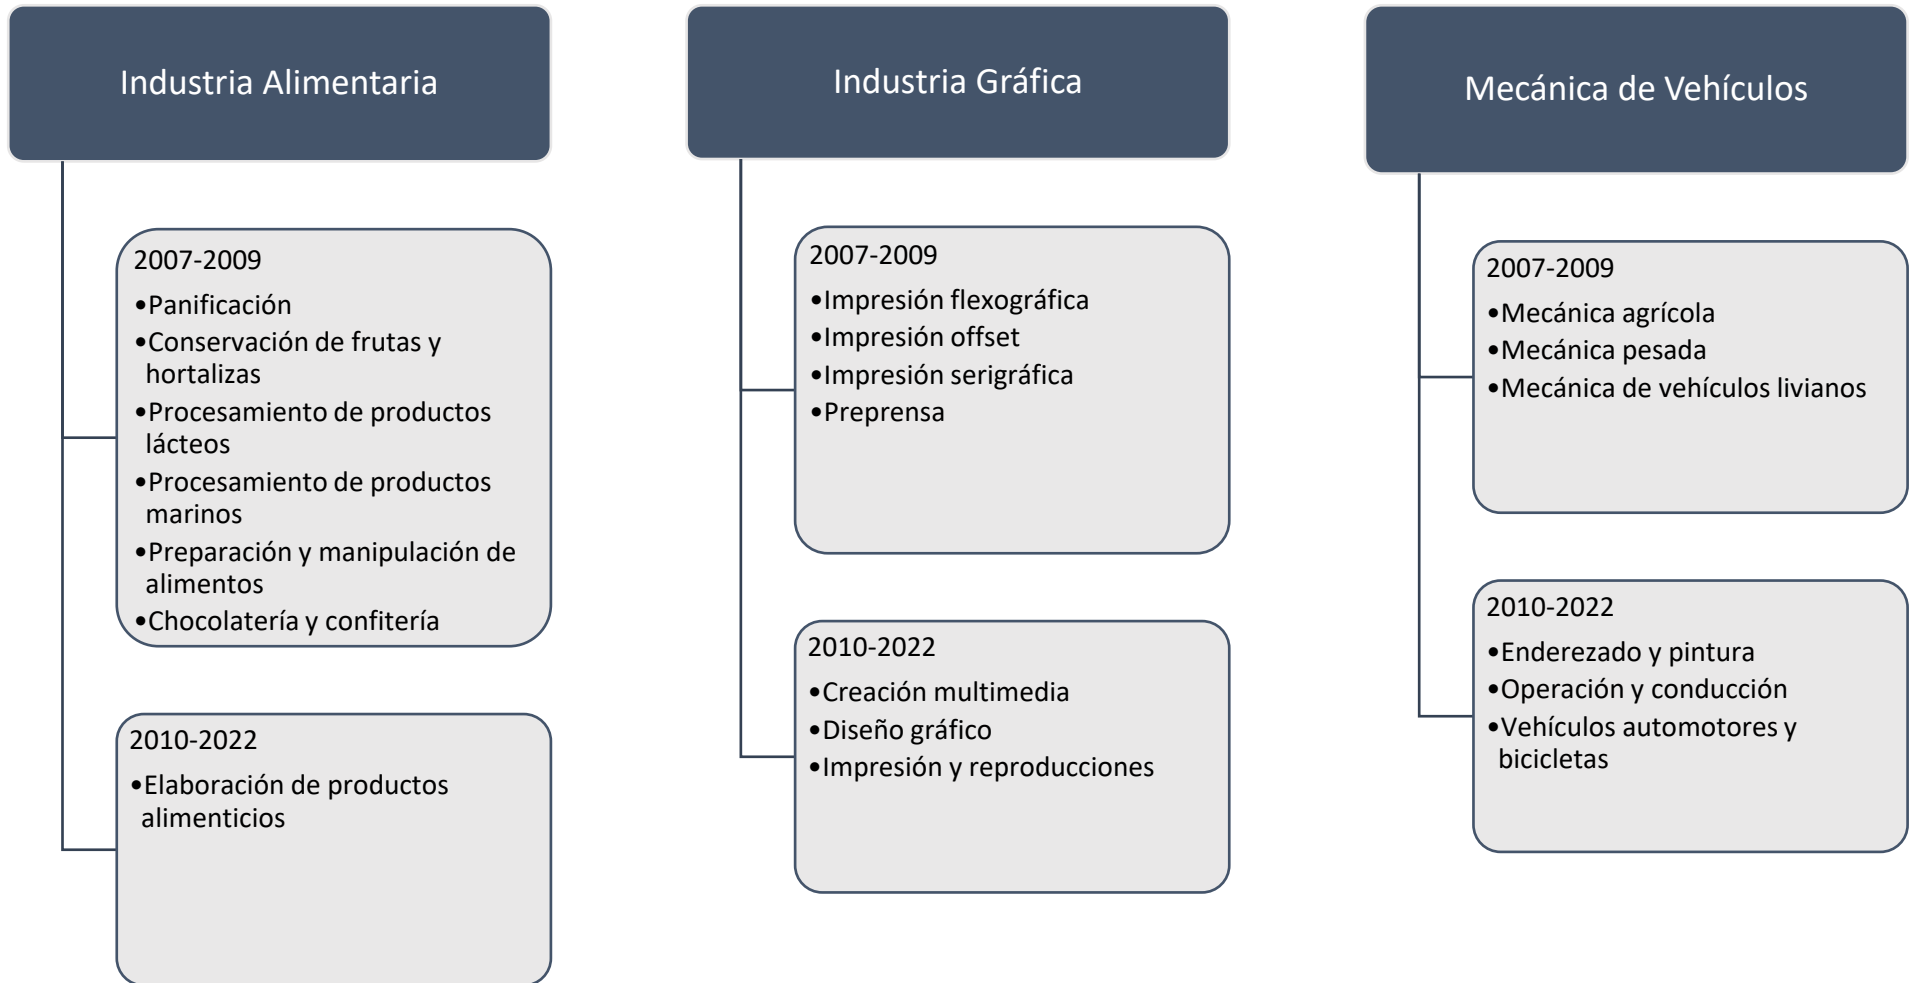 Industria Alimentaria
2007-2009
•Panificación
•Conservación de frutas y
hortalizas
•Procesamiento de productos
lácteos
•Procesamiento de productos
marinos
•Preparación y manipulación de
alimentos
•Chocolatería y confitería
2010-2022
•Elaboración de productos
alimenticios
Industria Gráfica
2007-2009
•Impresión flexográfica
•Impresión offset
•Impresión serigráfica
•Preprensa
2010-2022
•Creación multimedia
•Diseño gráfico
•Impresión y reproducciones
Mecánica de Vehículos
2007-2009
•Mecánica agrícola
•Mecánica pesada
•Mecánica de vehículos livianos
2010-2022
•Enderezado y pintura
•Operación y conducción
•Vehículos automotores y
bicicletas